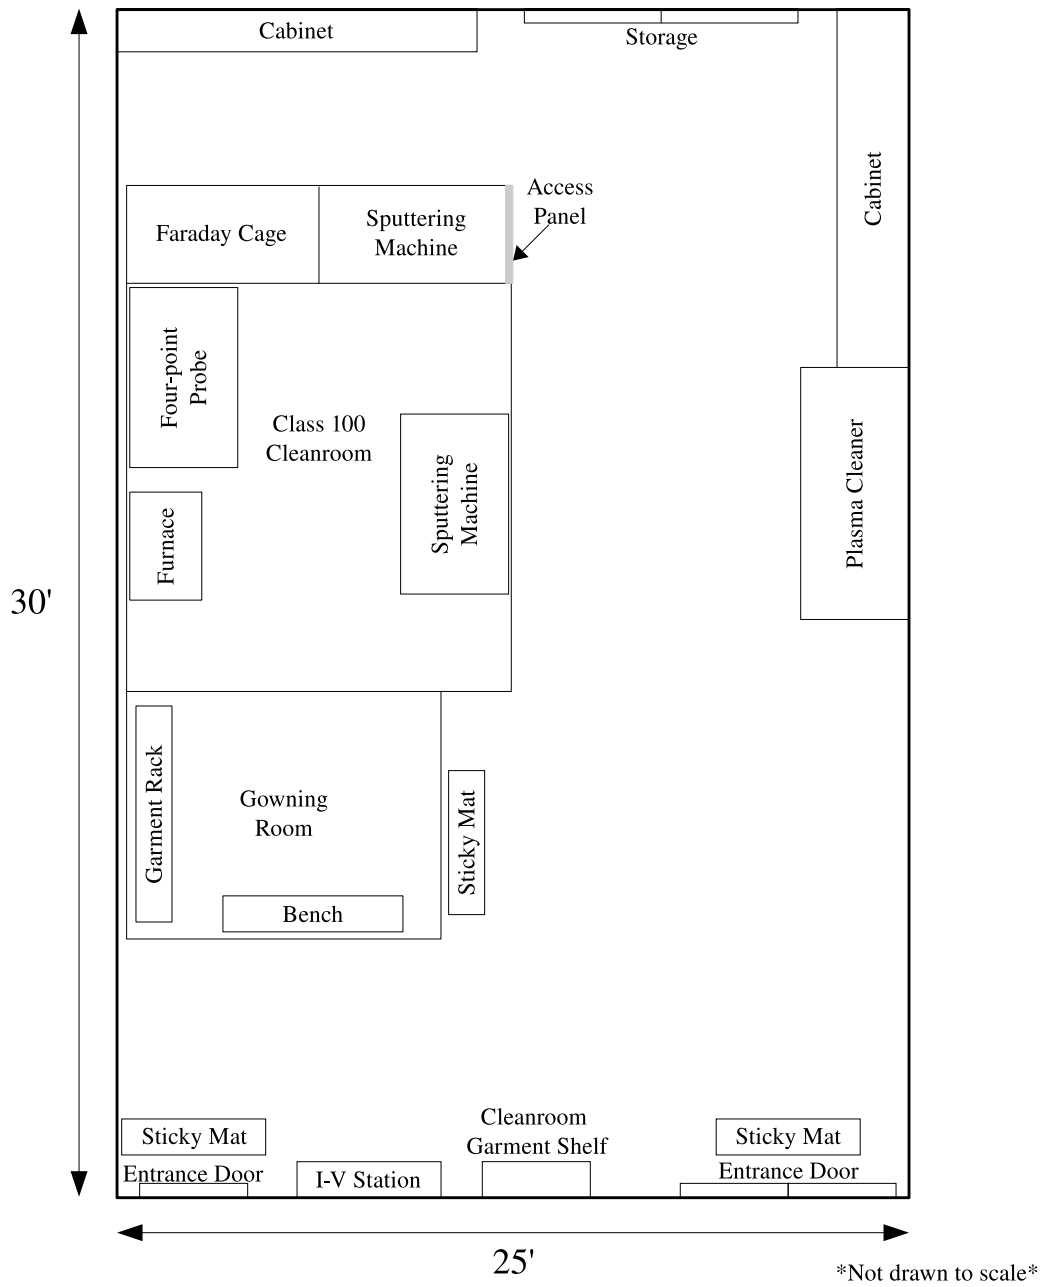 Cabinet
Storage
Cabinet
Access
Panel
Faraday Cage
Sputtering
Machine
Four-point
Probe
Class 100
Cleanroom
Sputtering
Machine
Plasma Cleaner
Furnace
30'
Garment Rack
Gowning
Room
Sticky Mat
Bench
Cleanroom
Garment Shelf
Sticky Mat
Sticky Mat
Entrance Door
I-V Station
Entrance Door
25'
*Not drawn to scale*